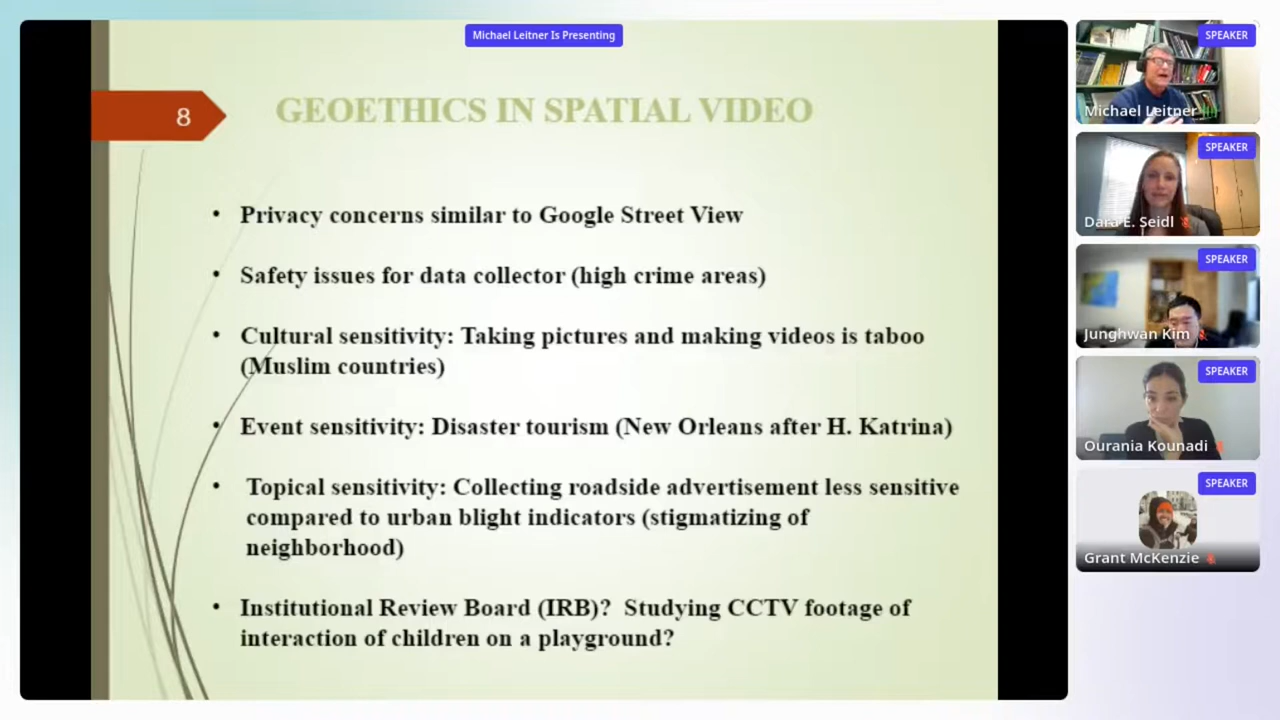 Michael Leitner Is Presenting
8
GEOETHICS IN SPATIAL VIDEO
• Privacy concerns similar to Google Street View
• Safety issues for data collector (high crime areas)
• Cultural sensitivity: Taking pictures and making videos is taboo
(Muslim countries)
• Event sensitivity: Disaster tourism (New Orleans after H. Katrina)
• Topical sensitivity: Collecting roadside advertisement less sensitive
compared to urban blight indicators (stigmatizing of
neighborhood)
• Institutional Review Board (IRB)? Studying CCTV footage of
interaction of children on a playground?
SPEAKER
Michael Leitner
SPEAKER
Dara E. Seidl
SPEAKER
Junghwan Kim
SPEAKER
Ourania Kounadi
SPEAKER
Grant McKenzie